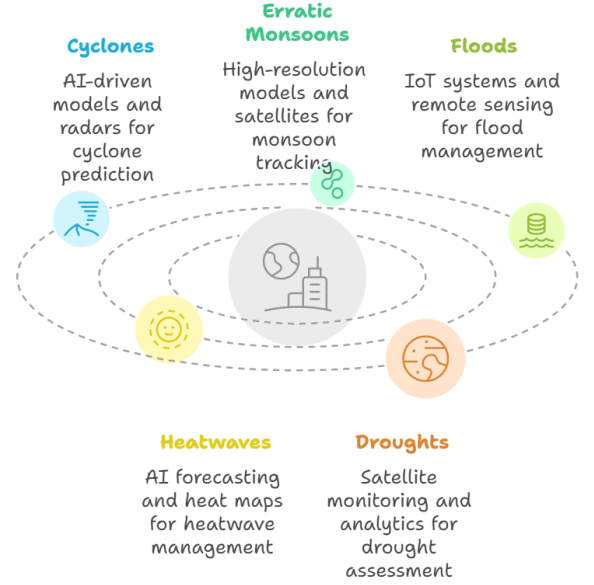 Cyclones
AI-driven
models and
radars for
cyclone
prediction
Erratic
Monsoons
High-resolution
models and
satellites for
monsoon
tracking
Floods
IoT systems and
remote sensing
for flood
management
Heatwaves
AI forecasting
and heat maps
for heatwave
management
Droughts
Satellite
monitoring and
analytics for
drought
assessment